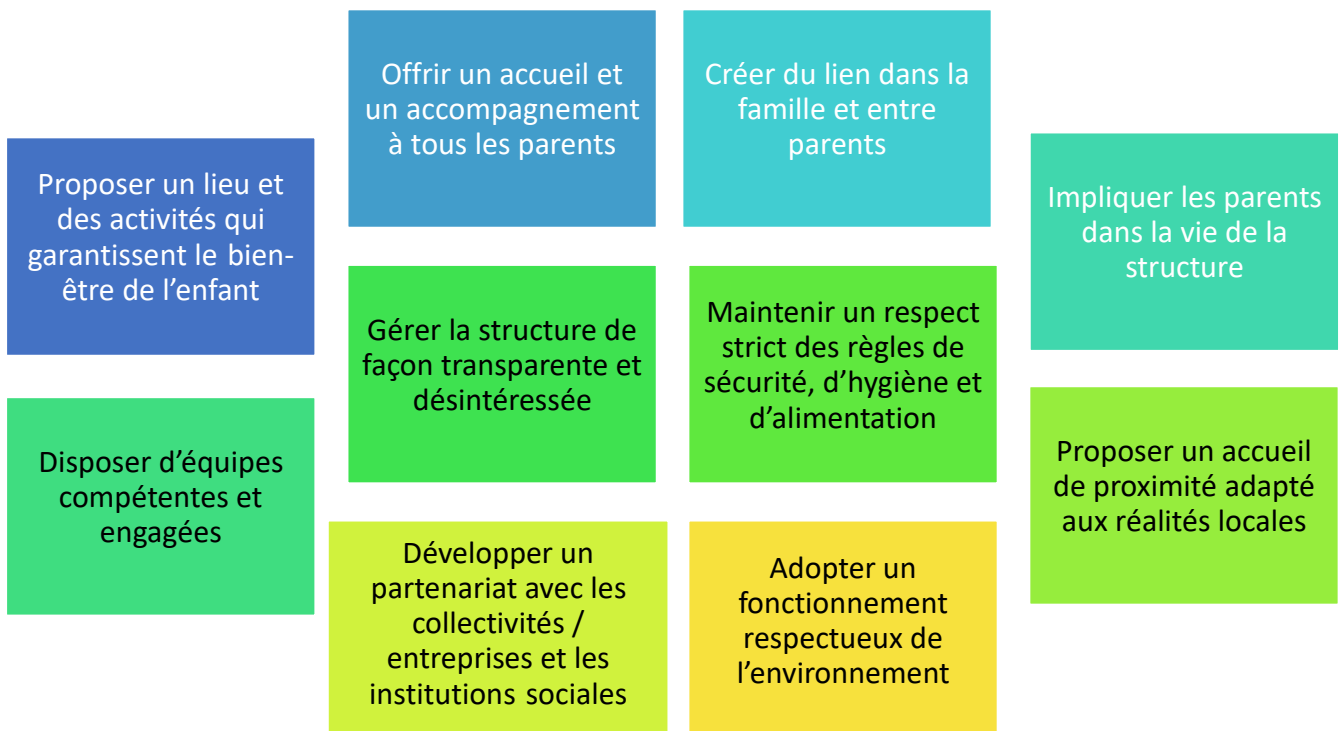 Proposer un lieu et
des activités qui
garantissent le bien-
être de l’enfant
Offrir un accueil et
un accompagnement
à tous les parents
Créer du lien dans la
famille et entre
parents
Impliquer les parents
dans la vie de la
structure
Disposer d’équipes
compétentes et
engagées
Gérer la structure de
façon transparente et
désintéressée
Maintenir un respect
strict des règles de
sécurité, d’hygiène et
d’alimentation
Proposer un accueil
de proximité adapté
aux réalités locales
Développer un
partenariat avec les
collectivités /
entreprises et les
institutions sociales
Adopter un
fonctionnement
respectueux de
l’environnement